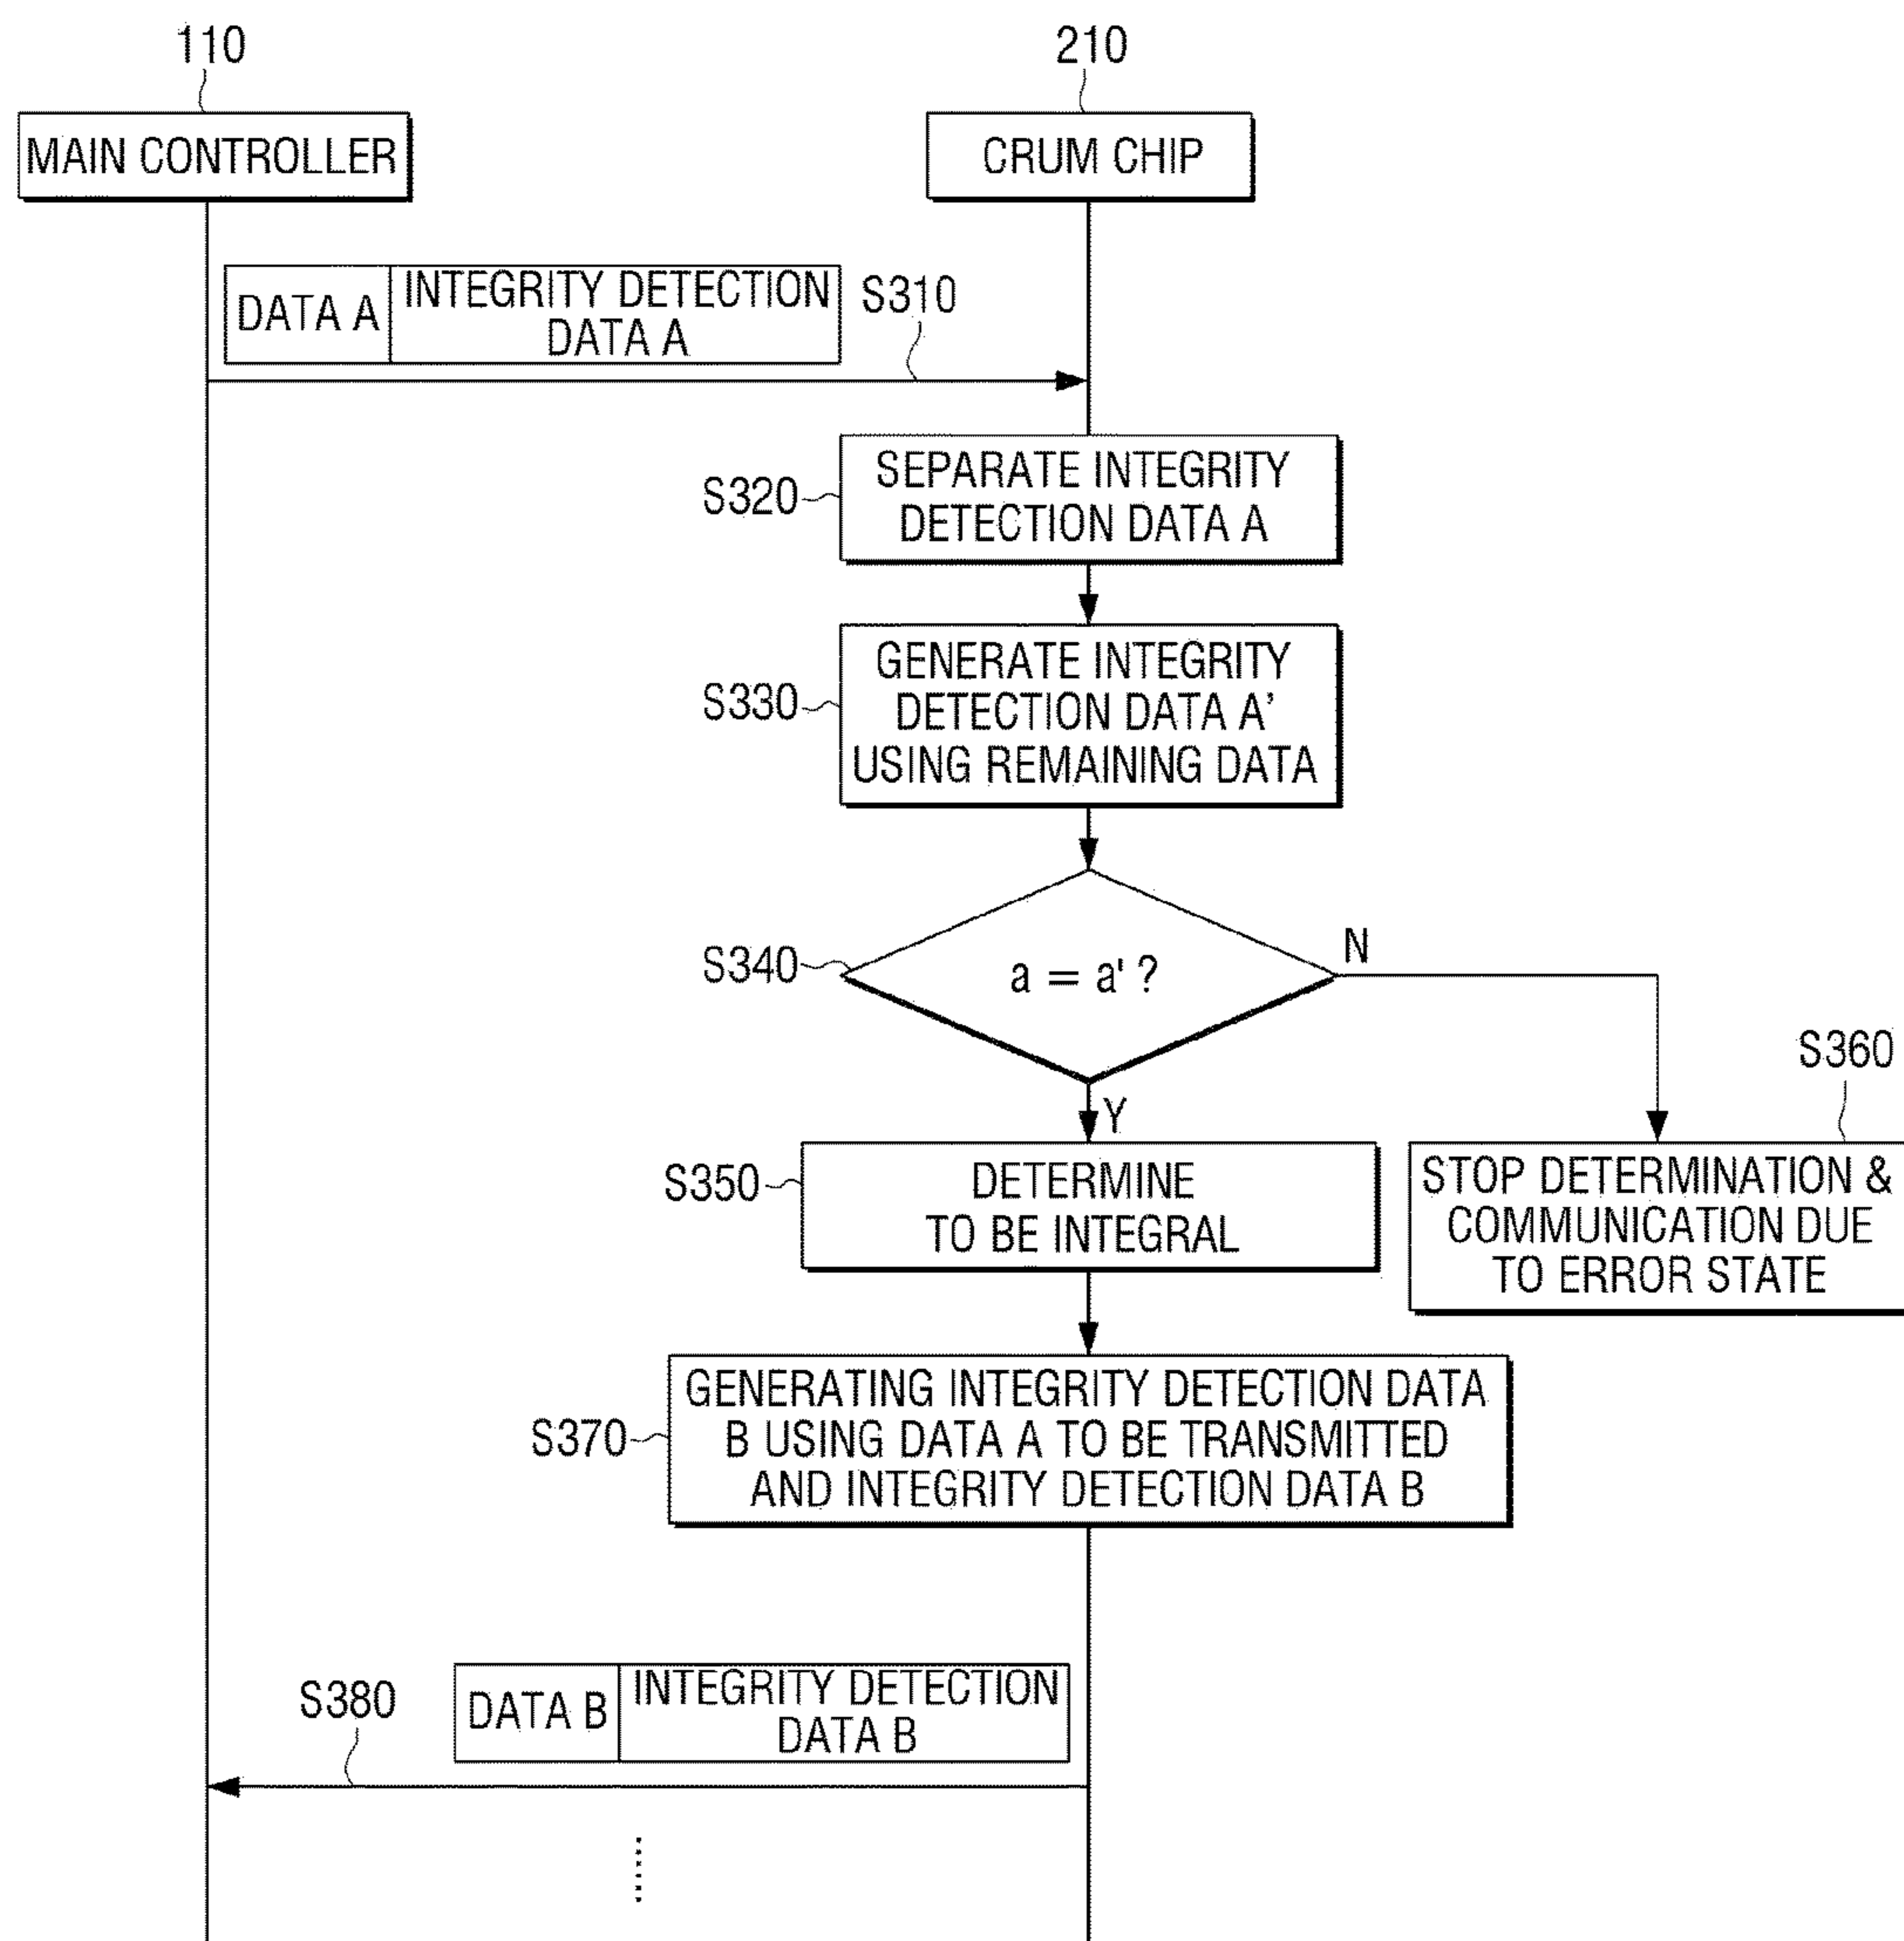 110
210
MAIN CONTROLLER
CRUM CHIP
DATA A
INTEGRITY DETECTION
DATA A
S310
S320
SEPARATE INTEGRITY
DETECTION DATA A
S330
GENERATE INTEGRITY
DETECTION DATA A'
USING REMAINING DATA
S340
a = a' ?
N
Y
S360
S350
DETERMINE
TO BE INTEGRAL
STOP DETERMINATION &
COMMUNICATION DUE
TO ERROR STATE
S370
GENERATING INTEGRITY DETECTION DATA
B USING DATA A TO BE TRANSMITTED
AND INTEGRITY DETECTION DATA B
S380
DATA B
INTEGRITY DETECTION
DATA B